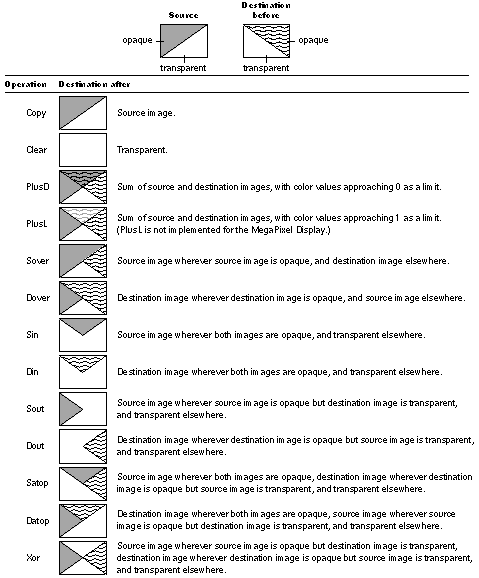 Source
Destination
before
opaque
opaque
transparent
transparent
Operation Destination after
Copy Source image.
Clear Transparent.
PlusD Sum of source and destination images, with color values approaching 0 as a limit.
PlusL Sum of source and destination images, with color values approaching 1 as a limit.
(PlusL is not implemented for the MegaPixel Display.)
Sover Source image wherever source image is opaque, and destination image elsewhere.
Dover Destination image wherever destination image is opaque, and source image elsewhere.
Sin Source image wherever both images are opaque, and transparent elsewhere.
Din Destination image wherever both images are opaque, and transparent elsewhere.
Sout Source image wherever source image is opaque but destination image is transparent,
and transparent elsewhere.
Dout Destination image wherever destination image is opaque but source image is transparent,
and transparent elsewhere.
Satop Source image wherever both images are opaque, destination image wherever destination
image is opaque but source image is transparent, and transparent elsewhere.
Datop Destination image wherever both images are opaque, source image wherever source
image is opaque but destination image is transparent, and transparent elsewhere.
Xor Source image wherever source image is opaque but destination image is transparent,
destination image wherever destination image is opaque but source image is transparent,
and transparent elsewhere.